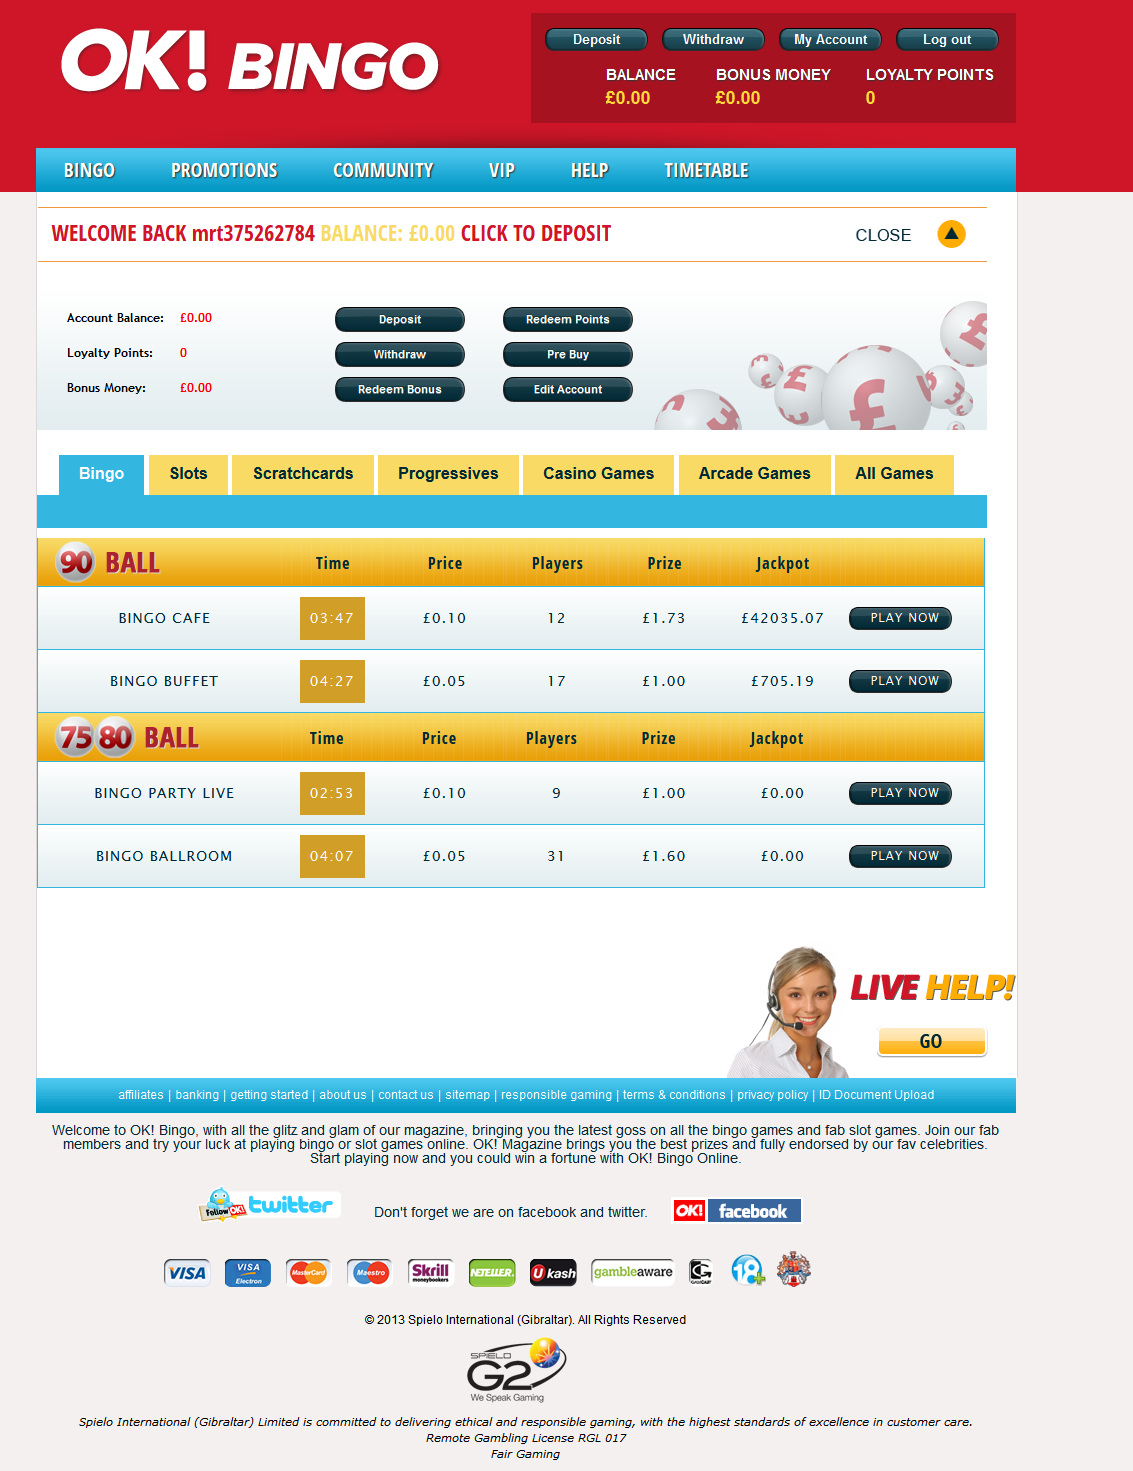 OK! BINGO
Deposit Withdraw My Account Log out
BALANCE BONUS MONEY LOYALTY POINTS
£0.00 £0.00 0
BINGO PROMOTIONS COMMUNITY VIP HELP TIMETABLE
WELCOME BACK mrt375262784 BALANCE: £0.00 CLICK TO DEPOSIT CLOSE
Account Balance: £0.00 Deposit Redeem Points
Loyalty Points: 0 Withdraw Pre Buy
Bonus Money: £0.00 Redeem Bonus Edit Account
Bingo Slots Scratchcards Progressives Casino Games Arcade Games All Games
90 BALL Time Price Players Prize Jackpot
BINGO CAFE 03:47 £0.10 12 £1.73 £42035.07 PLAY NOW
BINGO BUFFET 04:27 £0.05 17 £1.00 £705.19 PLAY NOW
75 80 BALL Time Price Players Prize Jackpot
BINGO PARTY LIVE 02:53 £0.10 9 £1.00 £0.00 PLAY NOW
BINGO BALLROOM 04:07 £0.05 31 £1.60 £0.00 PLAY NOW
LIVE HELP!
GO
affiliates | banking | getting started | about us | contact us | sitemap | responsible gaming | terms & conditions | privacy policy | ID Document Upload
Welcome to OK! Bingo, with all the glitz and glam of our magazine, bringing you the latest goss on all the bingo games and fab slot games. Join our fab
members and try your luck at playing bingo or slot games online. OK! Magazine brings you the best prizes and fully endorsed by our fav celebrities.
Start playing now and you could win a fortune with OK! Bingo Online.
Follow OK! twitter Don't forget we are on facebook and twitter. OK! facebook
VISA VISA Electron MasterCard Maestro Skrill moneybookers NETELLER. Ukash gambleaware GAMCARE 18+
© 2013 Spielo International (Gibraltar). All Rights Reserved
SPIELO
G2
We Speak Gaming
Spielo International (Gibraltar) Limited is committed to delivering ethical and responsible gaming, with the highest standards of excellence in customer care.
Remote Gambling License RGL 017
Fair Gaming